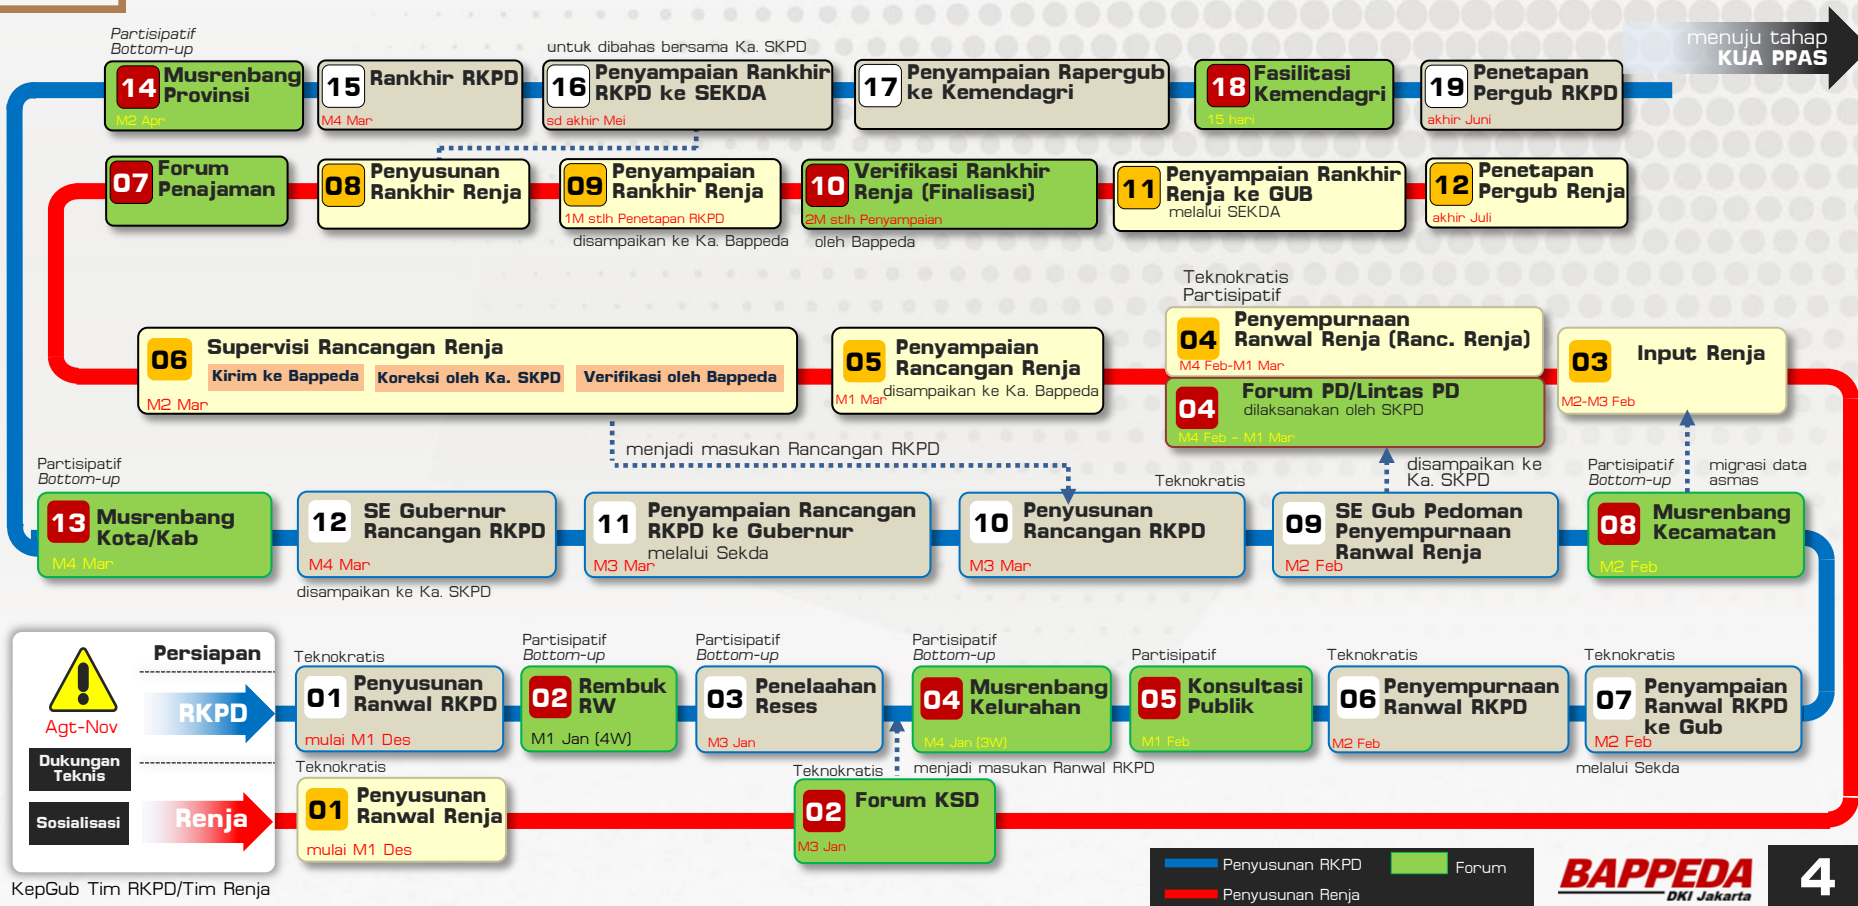 menuju tahap
KUA PPAS
Partisipatif
Bottom-up
14 Musrenbang
Provinsi
M2 Apr
15 Rankhir RKPD
M4 Mar
untuk dibahas bersama Ka. SKPD
16 Penyampaian Rankhir
RKPD ke SEKDA
sd akhir Mei
17 Penyampaian Rapergub
ke Kemendagri
18 Fasilitasi
Kemendagri
15 hari
19 Penetapan
Pergub RKPD
akhir Juni
07 Forum
Penajaman
08 Penyusunan
Rankhir Renja
09 Penyampaian
Rankhir Renja
1M stlh Penetapan RKPD
disampaikan ke Ka. Bappeda
10 Verifikasi Rankhir
Renja (Finalisasi)
2M stlh Penyampaian
oleh Bappeda
11 Penyampaian Rankhir
Renja ke GUB
melalui SEKDA
12 Penetapan
Pergub Renja
akhir Juli
06 Supervisi Rancangan Renja
Kirim ke Bappeda
Koreksi oleh Ka. SKPD
Verifikasi oleh Bappeda
M2 Mar
05 Penyampaian
Rancangan Renja
disampaikan ke Ka. Bappeda
M1 Mar
Teknokratis
Partisipatif
04 Penyempurnaan
Ranwal Renja (Ranc. Renja)
M4 Feb-M1 Mar
04 Forum PD/Lintas PD
dilaksanakan oleh SKPD
M4 Feb - M1 Mar
03 Input Renja
M2-M3 Feb
menjadi masukan Rancangan RKPD
disampaikan ke
Ka. SKPD
migrasi data
asmas
Partisipatif
Bottom-up
13 Musrenbang
Kota/Kab
M4 Mar
12 SE Gubernur
Rancangan RKPD
M4 Mar
disampaikan ke Ka. SKPD
11 Penyampaian Rancangan
RKPD ke Gubernur
melalui Sekda
M3 Mar
Teknokratis
10 Penyusunan
Rancangan RKPD
M3 Mar
09 SE Gub Pedoman
Penyempurnaan
Ranwal Renja
M2 Feb
Partisipatif
Bottom-up
08 Musrenbang
Kecamatan
M2 Feb
Persiapan
Agt-Nov
RKPD
Dukungan
Teknis
Sosialisasi
Renja
KepGub Tim RKPD/Tim Renja
Teknokratis
01 Penyusunan
Ranwal RKPD
mulai M1 Des
Partisipatif
Bottom-up
02 Rembuk
RW
M1 Jan (4W)
Partisipatif
Bottom-up
03 Penelaahan
Reses
M3 Jan
Partisipatif
Bottom-up
04 Musrenbang
Kelurahan
M4 Jan (3W)
Partisipatif
05 Konsultasi
Publik
M1 Feb
Teknokratis
06 Penyempurnaan
Ranwal RKPD
M2 Feb
Teknokratis
07 Penyampaian
Ranwal RKPD
ke Gub
M2 Feb
melalui Sekda
Teknokratis
01 Penyusunan
Ranwal Renja
mulai M1 Des
Teknokratis
02 Forum KSD
M3 Jan
menjadi masukan Ranwal RKPD
Penyusunan RKPD
Forum
Penyusunan Renja
BAPPEDA
DKI Jakarta
4